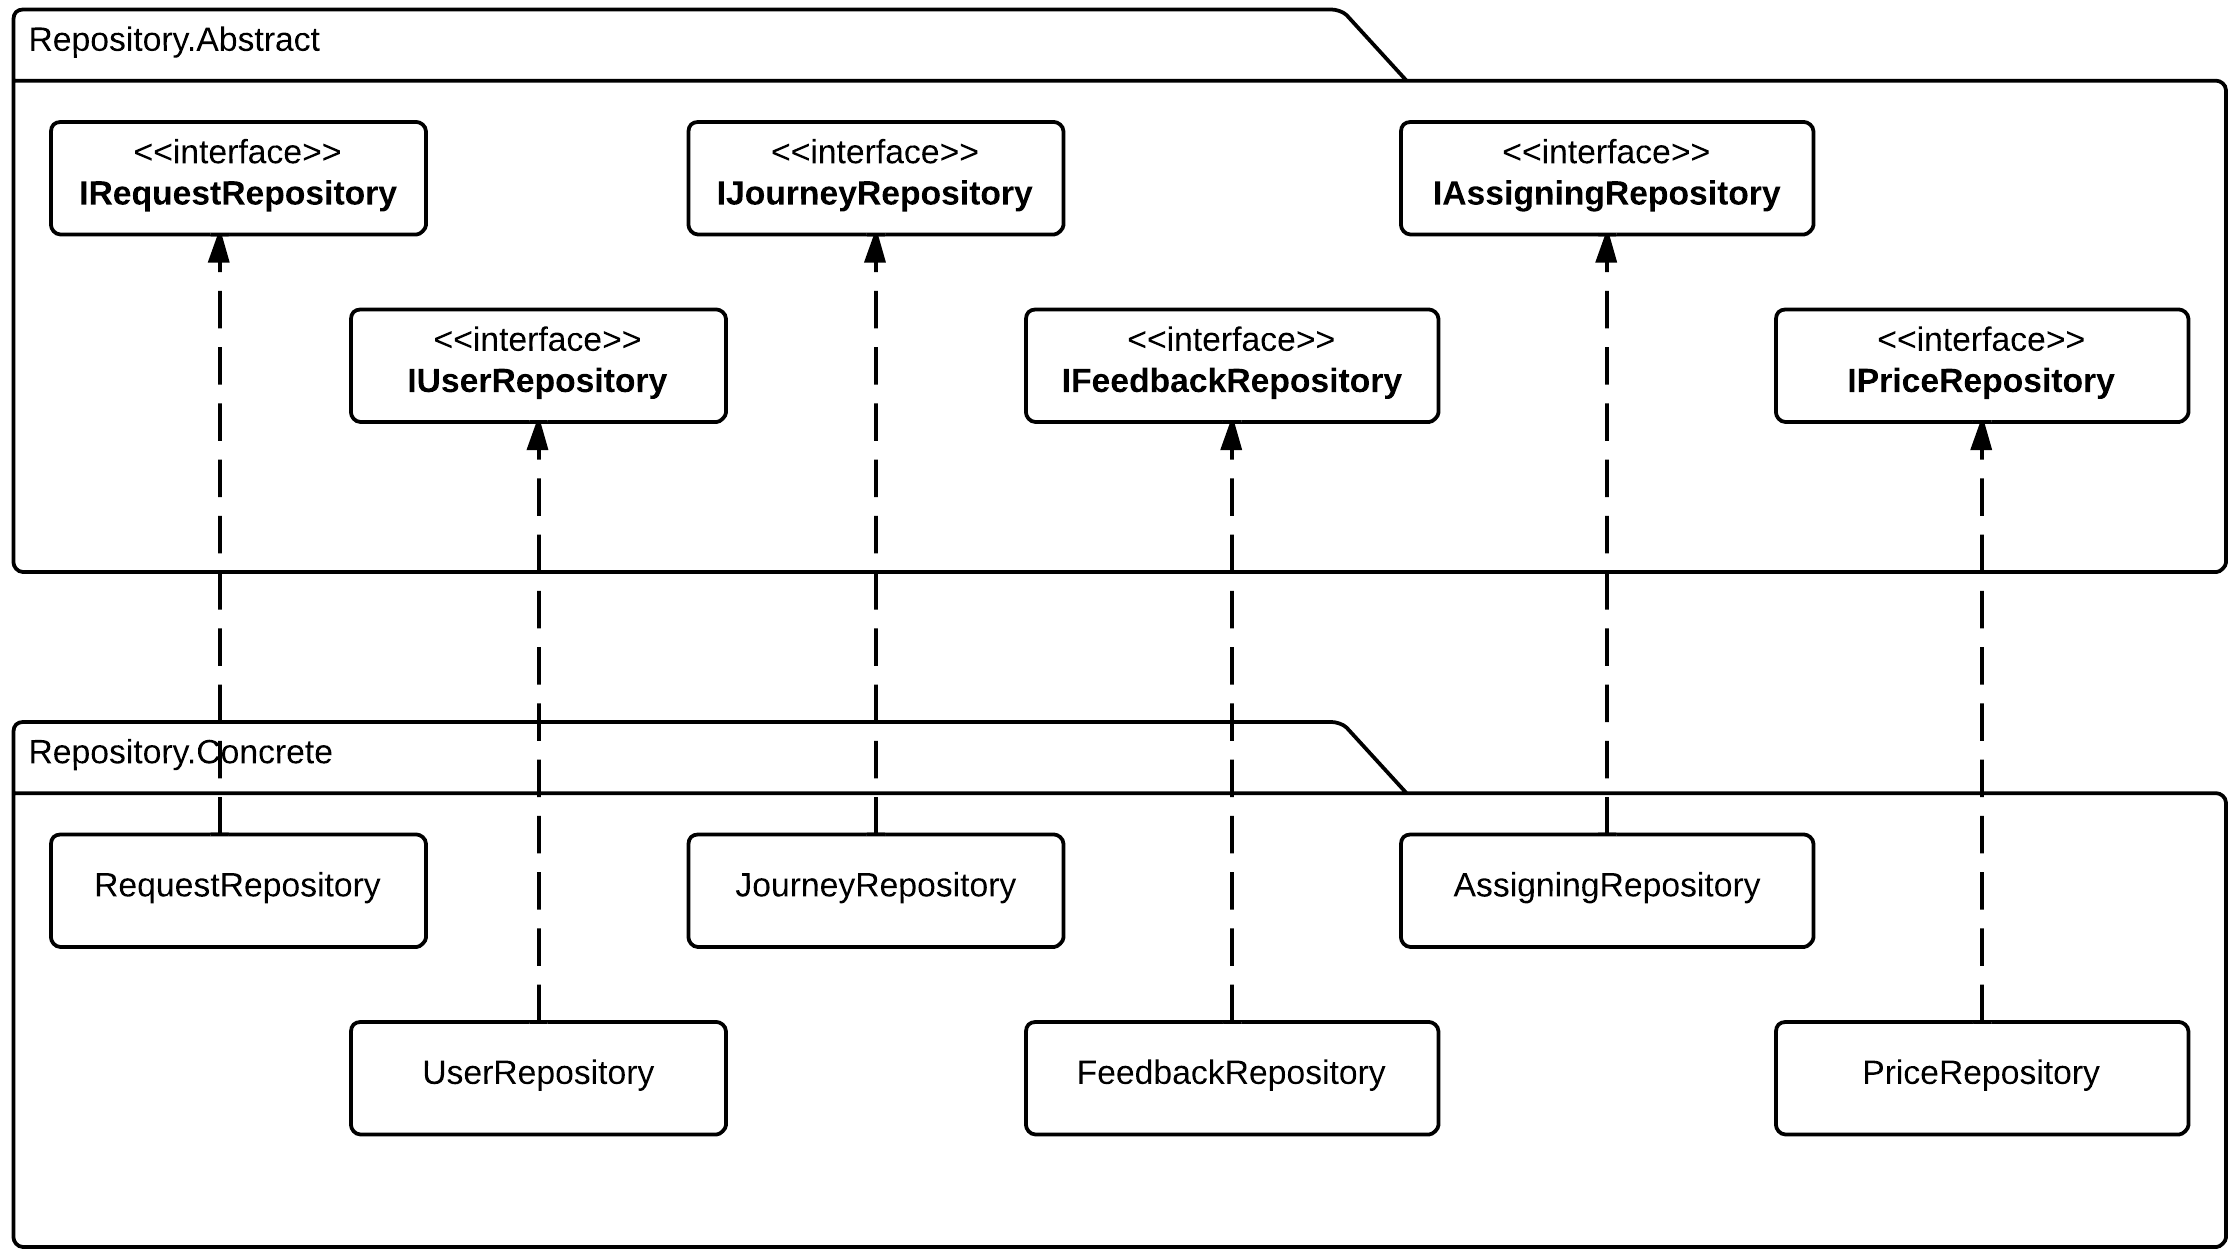 Repository.Abstract
<<interface>>
IRequestRepository
<<interface>>
IJourneyRepository
<<interface>>
IAssigningRepository
<<interface>>
IUserRepository
<<interface>>
IFeedbackRepository
<<interface>>
IPriceRepository
Repository.Concrete
RequestRepository
JourneyRepository
AssigningRepository
UserRepository
FeedbackRepository
PriceRepository